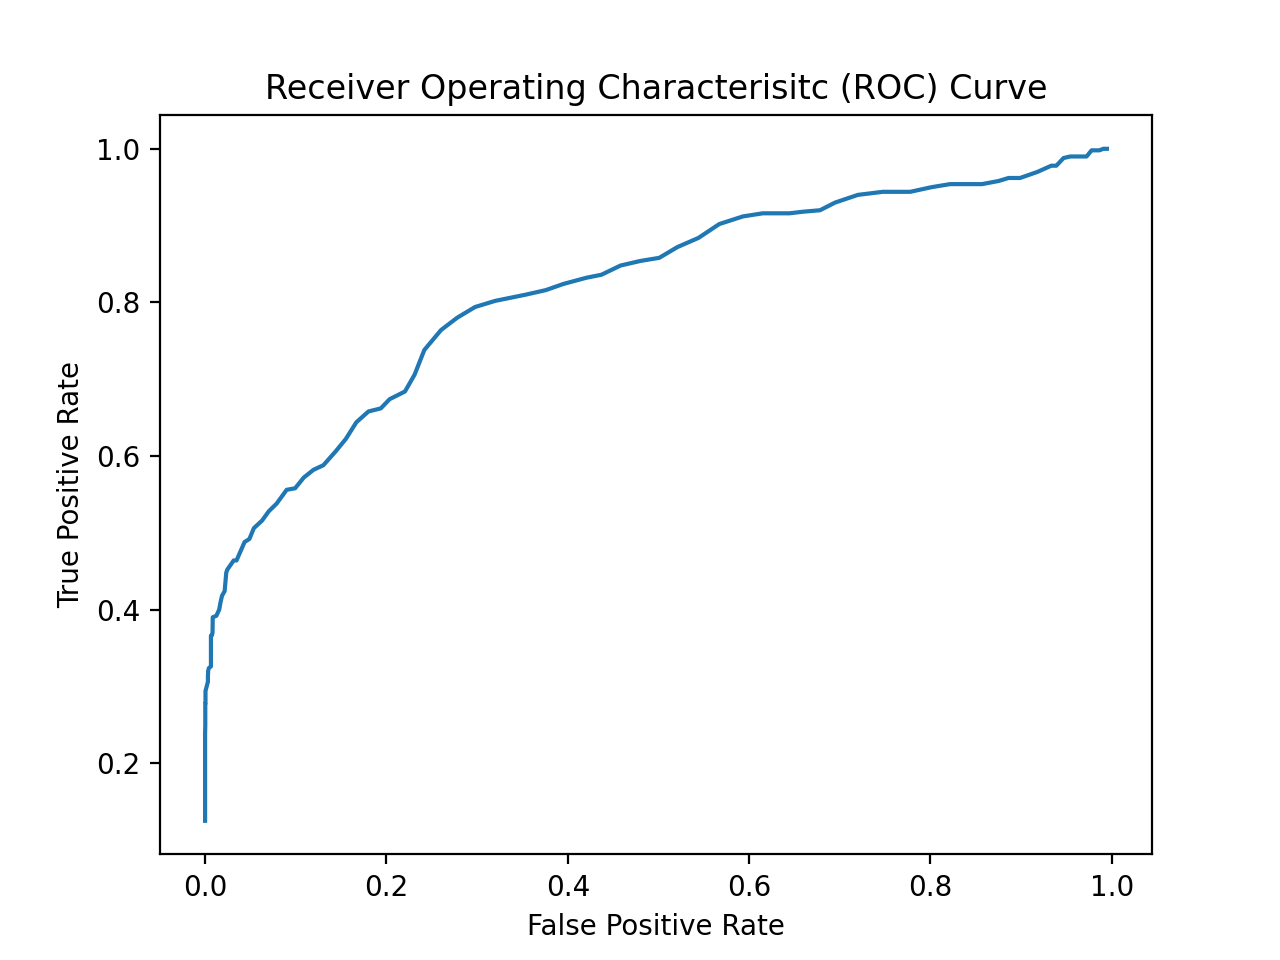 Receiver Operating Characterisitc (ROC) Curve
1.0
0.8
0.6
0.4
0.2
True Positive Rate
0.0 0.2 0.4 0.6 0.8 1.0
False Positive Rate